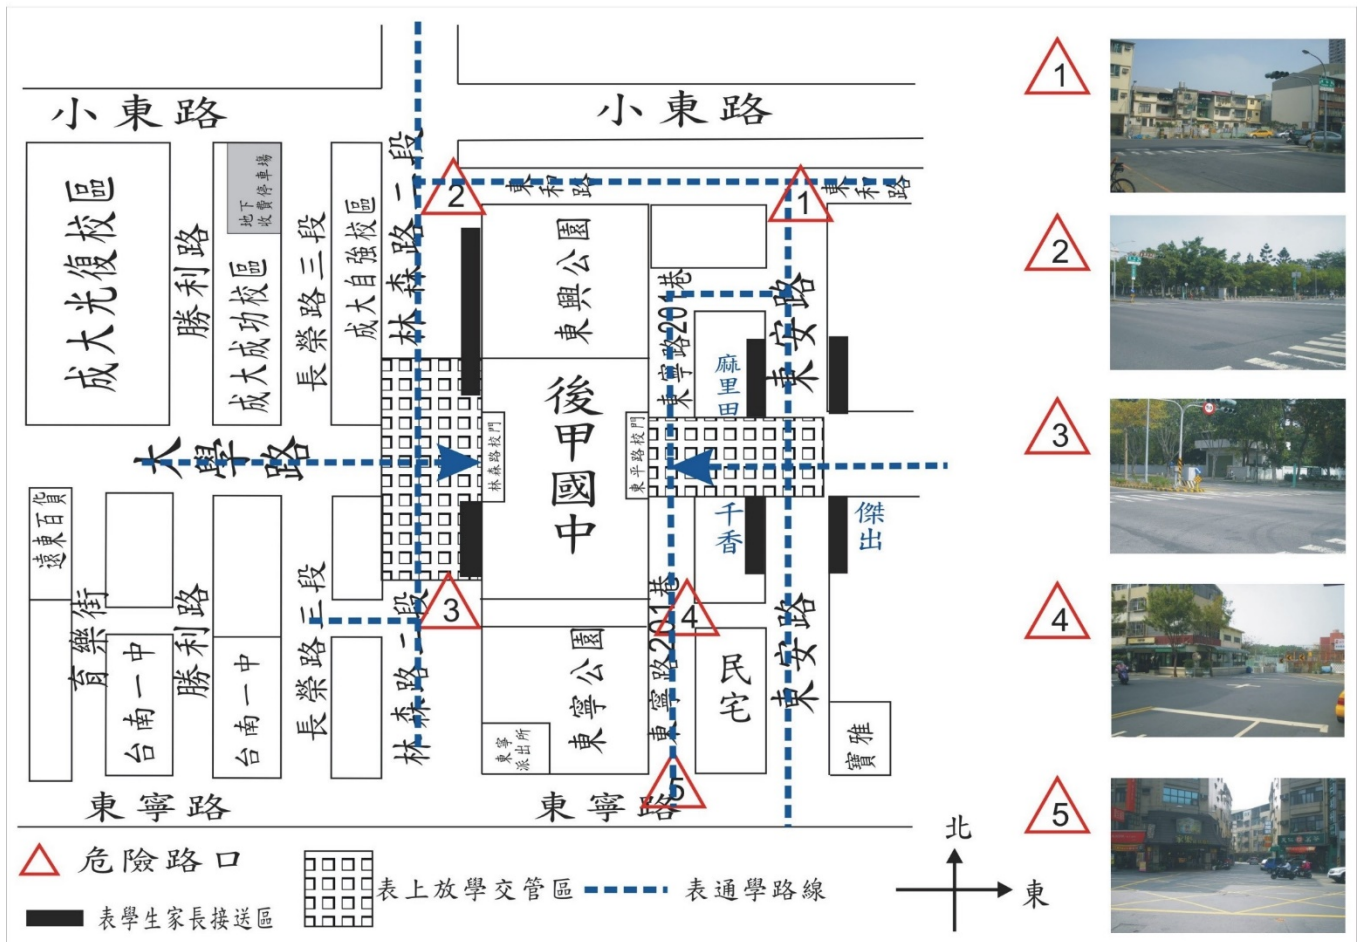 小東路
小東路
林森路二段
東和路
東和路
1
2
成大光復校區
勝利路
地下
收費停車場
成大成功校區
長榮路三段
成大自強校區
東興公園
東寧路201巷
東安路
麻里
大學路
林森路校門
後甲國中
東平路校門
千香
傑出
遠東百貨
育樂街
台南一中
勝利路
台南一中
長榮路三段
林森路一段
3
東寧公園
東寧
派出所
東寧路201巷
4
民宅
東安路
寶雅
5
東寧路
東寧路
危險路口
表上放學交管區
表通學路線
表學生家長接送區
北
東
1
2
3
4
5